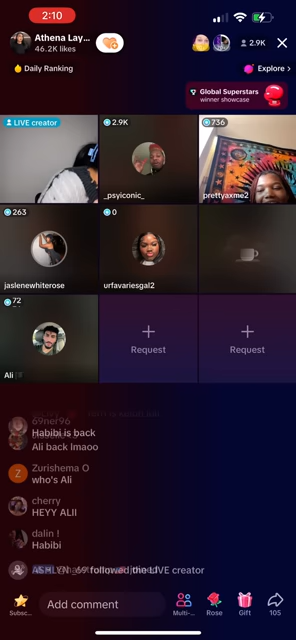 2:10
Athena Lay...
46.2K likes
2.9K
Daily Ranking
Explore >
Global Superstars
winner showcase
LIVE creator
2.9K
736
_psyiconic_
prettyaxme2
263
0
jaslenewhiterose
urfavariesgal2
72
Ali
Request
Request
69ner96
Habibi is back
Ali back lmaoo
Zurishema O
who's Ali
cherry
HEYY ALII
dalin !
Habibi
followed the LIVE creator
Subsc...
Add comment
Multi-...
Rose
Gift
105